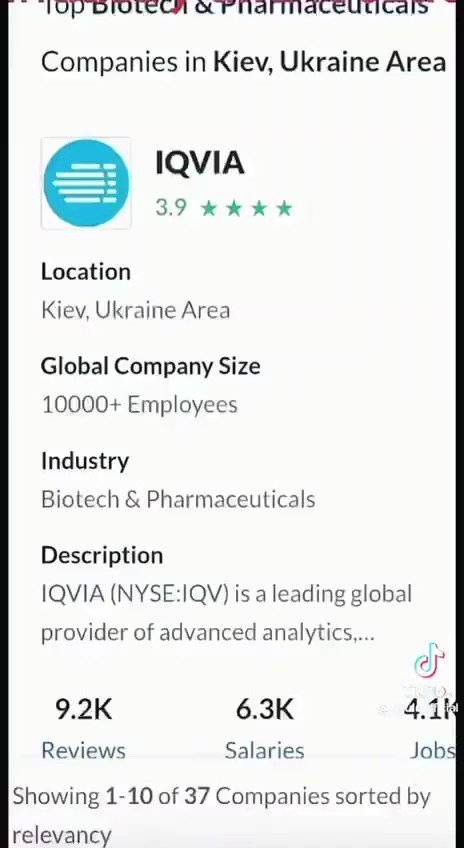 Top Biotech & Pharmaceuticals
Companies in Kiev, Ukraine Area
IQVIA
3.9 ★★★★
Location
Kiev, Ukraine Area
Global Company Size
10000+ Employees
Industry
Biotech & Pharmaceuticals
Description
IQVIA (NYSE:IQV) is a leading global
provider of advanced analytics,...
9.2K
6.3K
4.1K
Reviews
Salaries
Jobs
Showing 1-10 of 37 Companies sorted by
relevancy